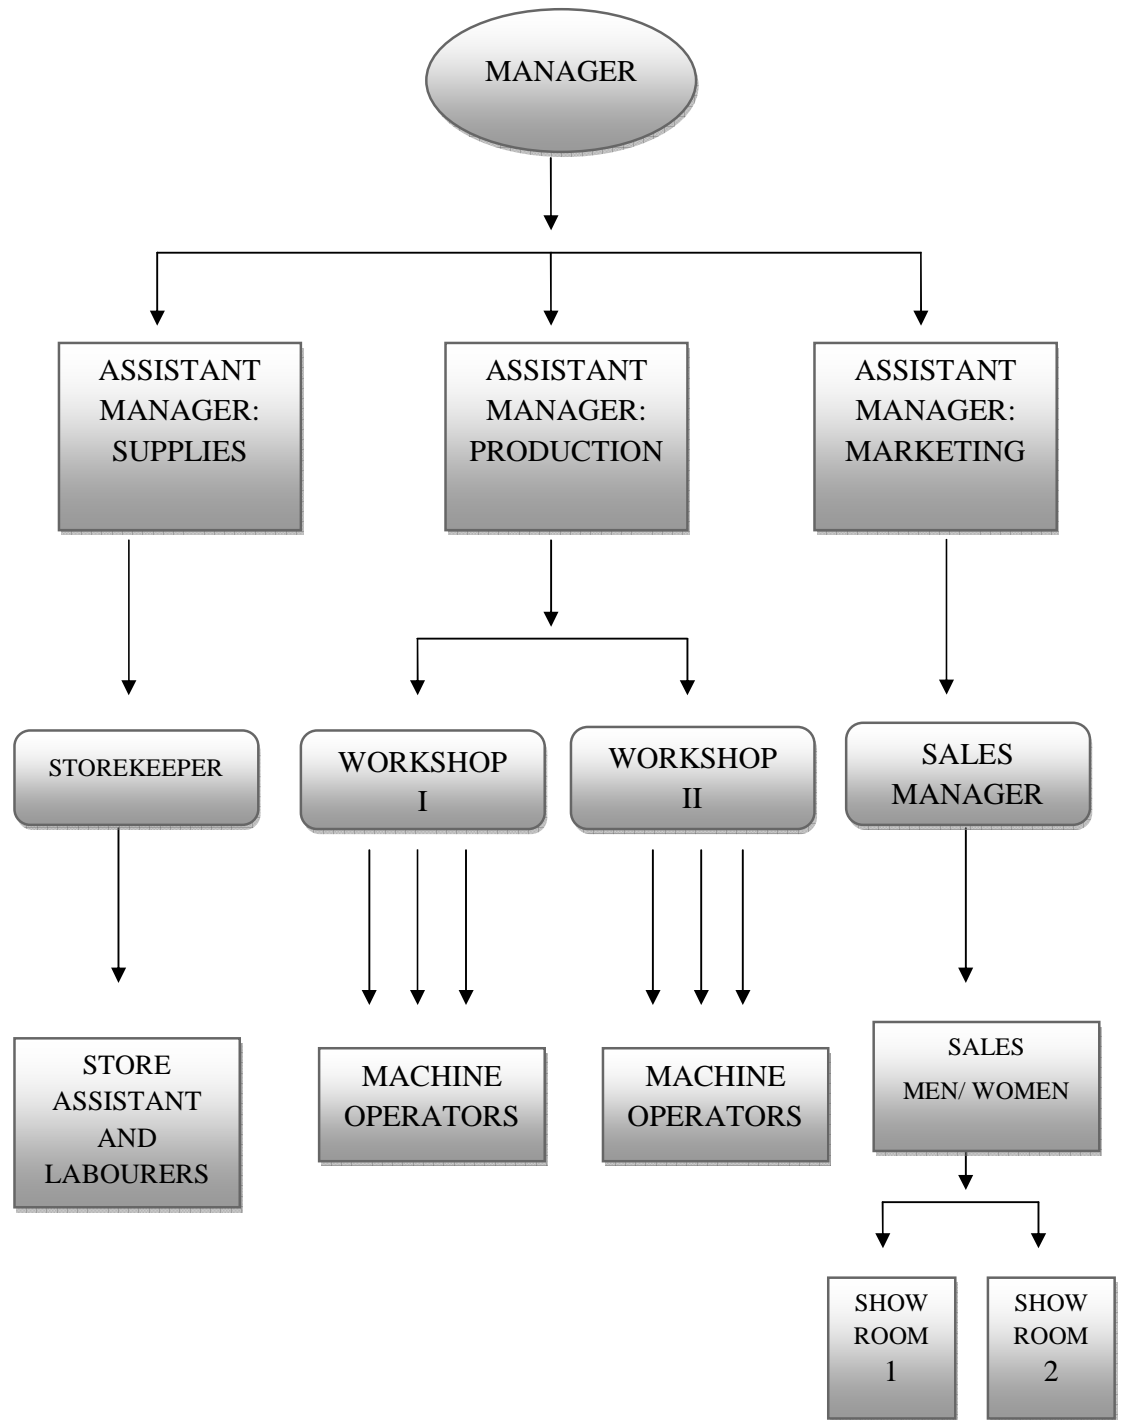 MANAGER
ASSISTANT
MANAGER:
SUPPLIES
ASSISTANT
MANAGER:
PRODUCTION
ASSISTANT
MANAGER:
MARKETING
STOREKEEPER
WORKSHOP
I
WORKSHOP
II
SALES
MANAGER
STORE
ASSISTANT
AND
LABOURERS
MACHINE
OPERATORS
MACHINE
OPERATORS
SALES
MEN/ WOMEN
SHOW
ROOM
1
SHOW
ROOM
2